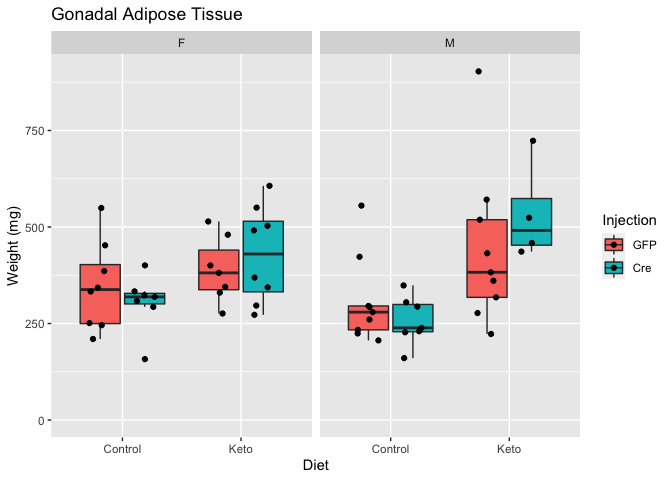 Gonadal Adipose Tissue
F
M
750
500
250
0
Weight (mg)
Control
Keto
Control
Keto
Diet
Injection
GFP
Cre